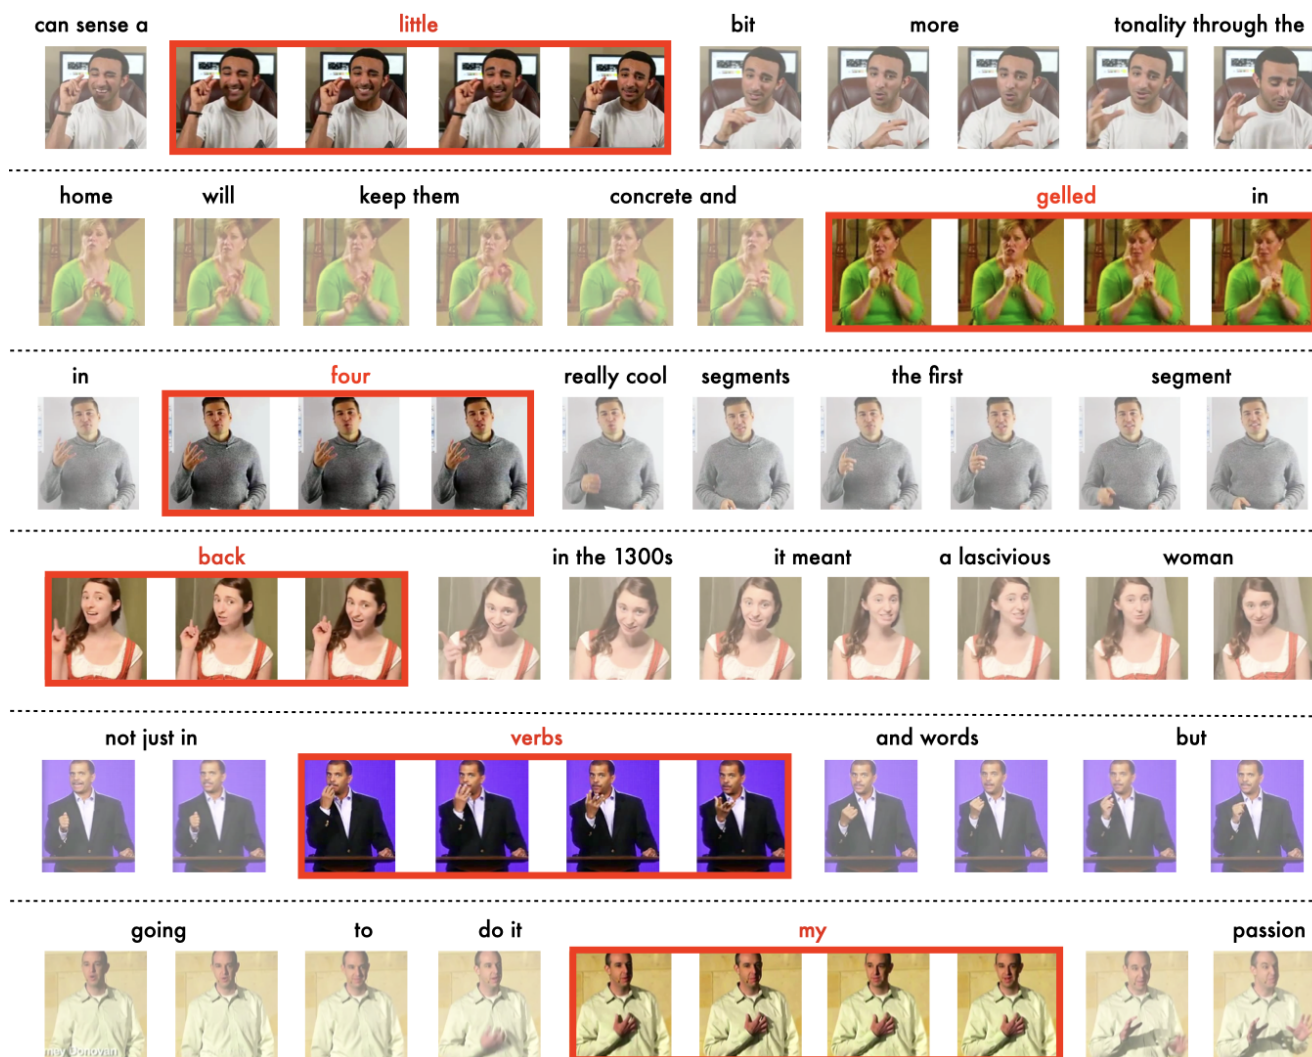 can sense a little bit more tonality through the
home will keep them concrete and gelled in
in four really cool segments the first segment
back in the 1300s it meant a lascivious woman
not just in verbs and words but
going to do it my passion
Donovan